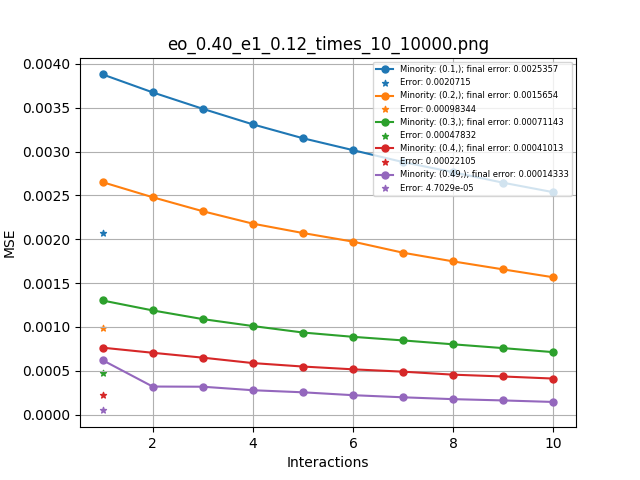 eo_0.40_e1_0.12_times_10_10000.png
0.0040
0.0035
0.0030
0.0025
0.0020
0.0015
0.0010
0.0005
0.0000
MSE
Minority: (0.1,); final error: 0.0025357
Error: 0.0020715
Minority: (0.2,); final error: 0.0015654
Error: 0.00098344
Minority: (0.3,); final error: 0.00071143
Error: 0.00047832
Minority: (0.4,); final error: 0.00041013
Error: 0.00022105
Minority: (0.49,); final error: 0.00014333
Error: 4.7029e-05
2 4 6 8 10
Interactions